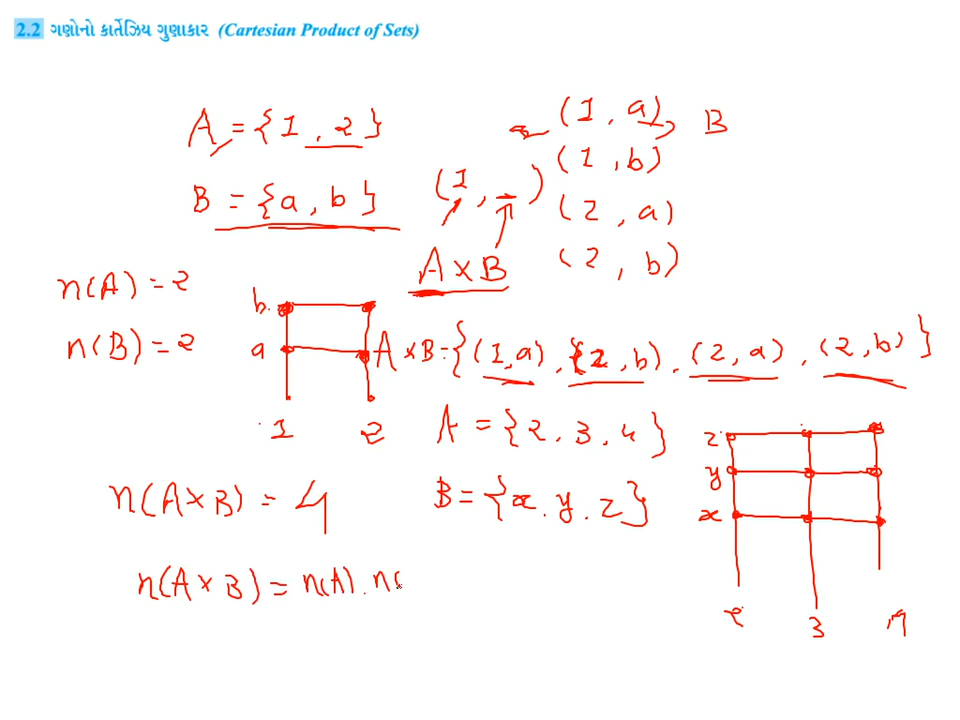 2.2 ગણોનો કાર્તેઝિય ગુણાકાર (Cartesian Product of Sets)
A = {1, 2}
(1, a) B
(1, b)
B = {a, b}
(1, )
(2, a)
A × B
(2, b)
n(A) = 2
n(B) = 2
b
a
1 2
A × B = {(1, a), (1, b), (2, a), (2, b)}
A = {2, 3, 4}
B = {x, y, z}
z
y
x
2 3 4
n(A × B) = 4
n(A × B) = n(A) . n(